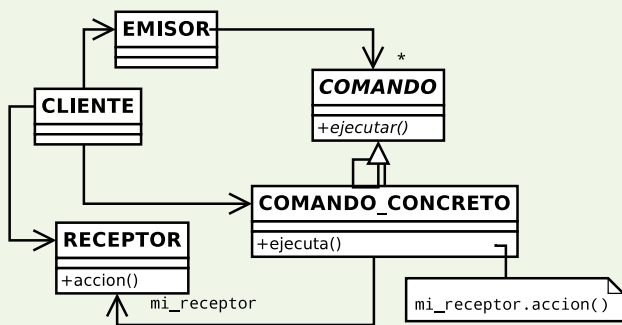 EMISOR
*
COMANDO
+ejecutar()
CLIENTE
COMANDO_CONCRETO
+ejecuta()
RECEPTOR
+accion()
mi_receptor
mi_receptor.accion()